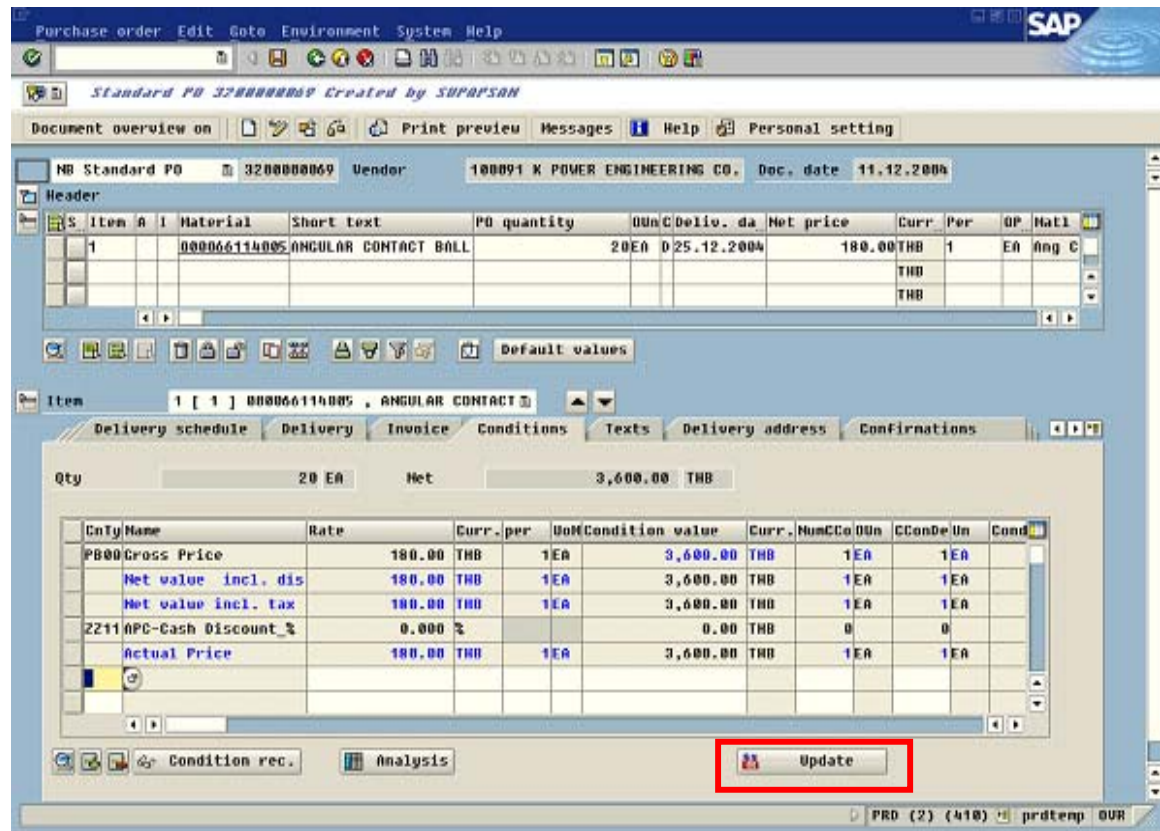 Purchase order Edit Goto Environment System Help
SAP
Standard PO 3200000069 Created by SUPAPSAN
Document overview on Print preview Messages Help Personal setting
NB Standard PO 3200000069 Vendor 100091 K POWER ENGINEERING CO. Doc. date 11.12.2004
Header
S Item A I Material Short text PO quantity OUn C Deliv. da Net price Curr Per OP Matl
1 000066114005 ANGULAR CONTACT BALL 20 EA D 25.12.2004 180.00 THB 1 EA Ang C
THB
THB
Default values
Item 1 [ 1 ] 000066114005 , ANGULAR CONTACT
Delivery schedule Delivery Invoice Conditions Texts Delivery address Confirmations
Qty 20 EA Net 3,600.00 THB
CnTy Name Rate Curr. per UoM Condition value Curr. NumCCo OUn CConDe Un Cond
PB00 Gross Price 180.00 THB 1 EA 3,600.00 THB 1 EA 1 EA
Net value incl. dis 180.00 THB 1 EA 3,600.00 THB 1 EA 1 EA
Net value incl. tax 180.00 THB 1 EA 3,600.00 THB 1 EA 1 EA
ZZ11 APC-Cash Discount_% 0.000 % 0.00 THB 0 0
Actual Price 180.00 THB 1 EA 3,600.00 THB 1 EA 1 EA
Condition rec. Analysis Update
PRD (2) (410) prdtemp OVR